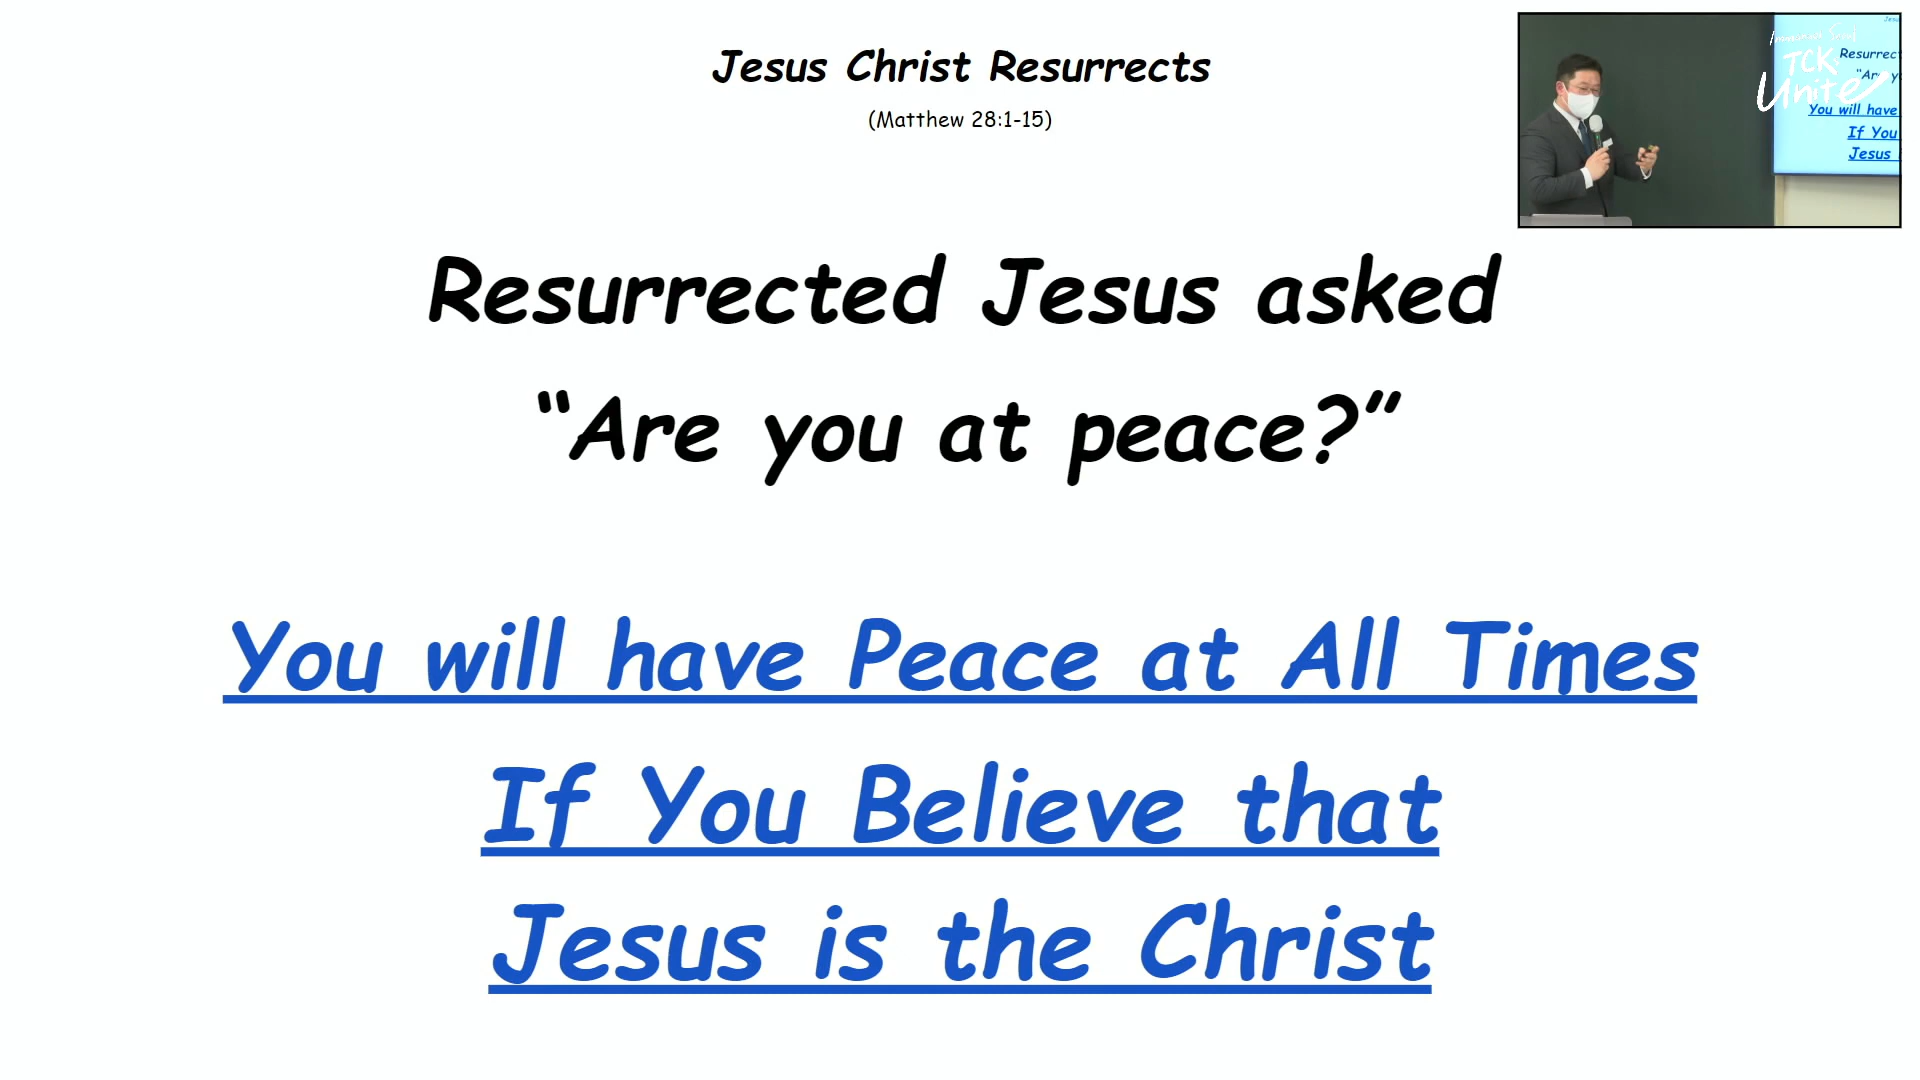 Jesus Christ Resurrects
(Matthew 28:1-15)
Resurrected Jesus asked
“Are you at peace?”
You will have Peace at All Times
If You Believe that
Jesus is the Christ
TCK
Unite
Resurrec
“Are y
You will have
If You
Jesus